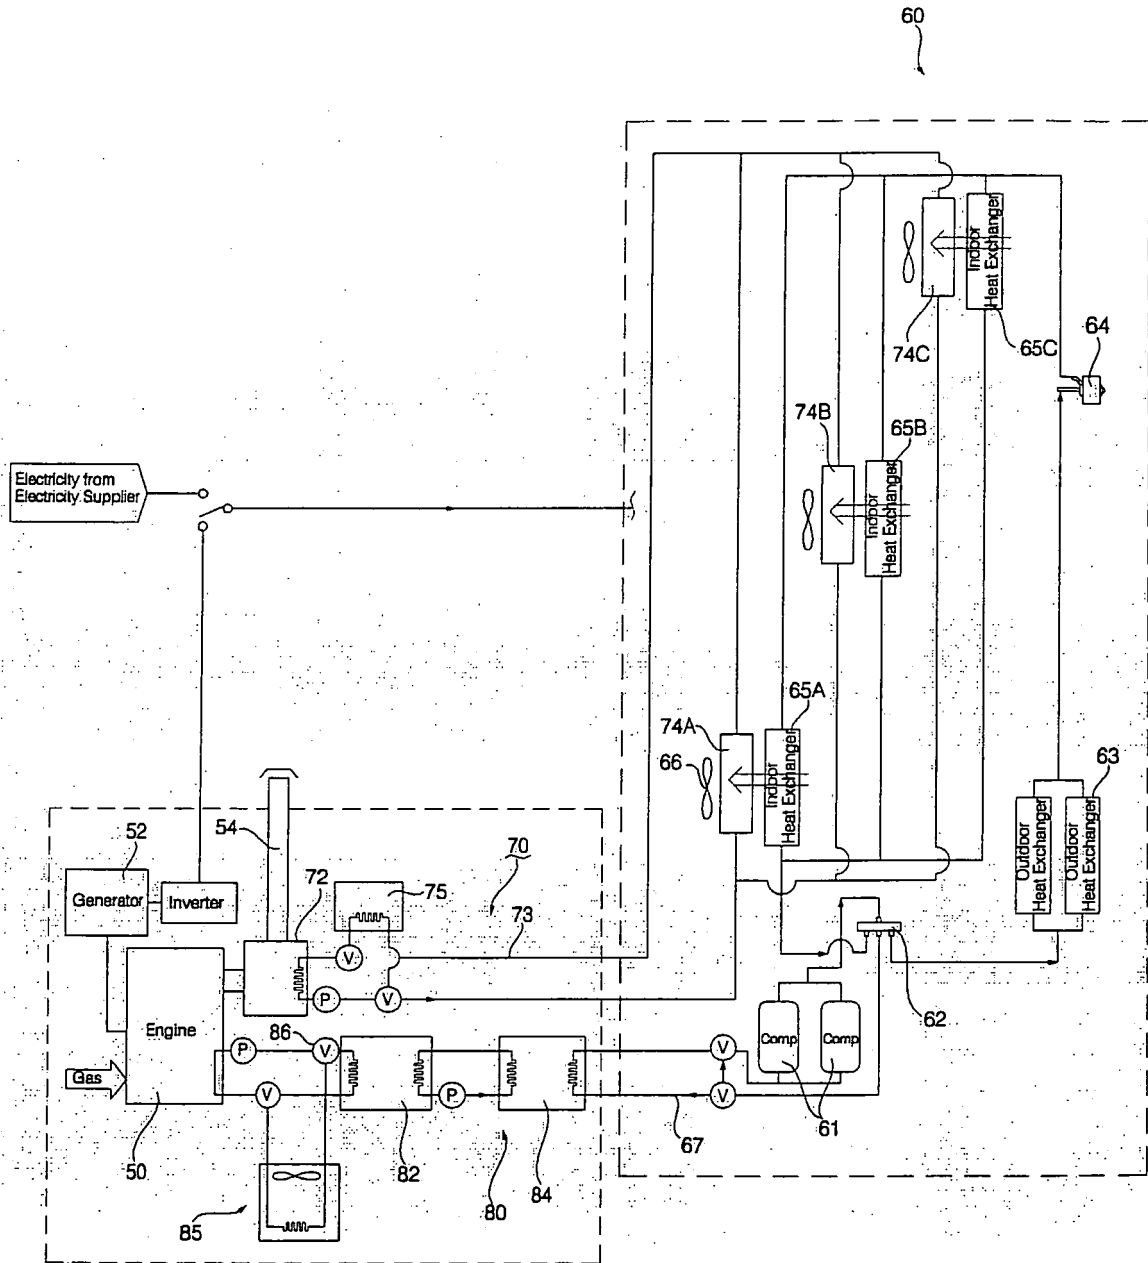 60
Indoor
Heat Exchanger
74C
65C
64
74B
65B
Indoor
Heat Exchanger
Electricity from
Electricity Supplier
65A
74A
66
Indoor
Heat Exchanger
63
Outdoor
Heat Exchanger
Outdoor
Heat Exchanger
52
54
70
72
75
73
Generator
Inverter
V
P
V
62
Engine
86
P
V
Comp
Comp
V
Gas
V
P
V
67
61
50
82
84
80
85